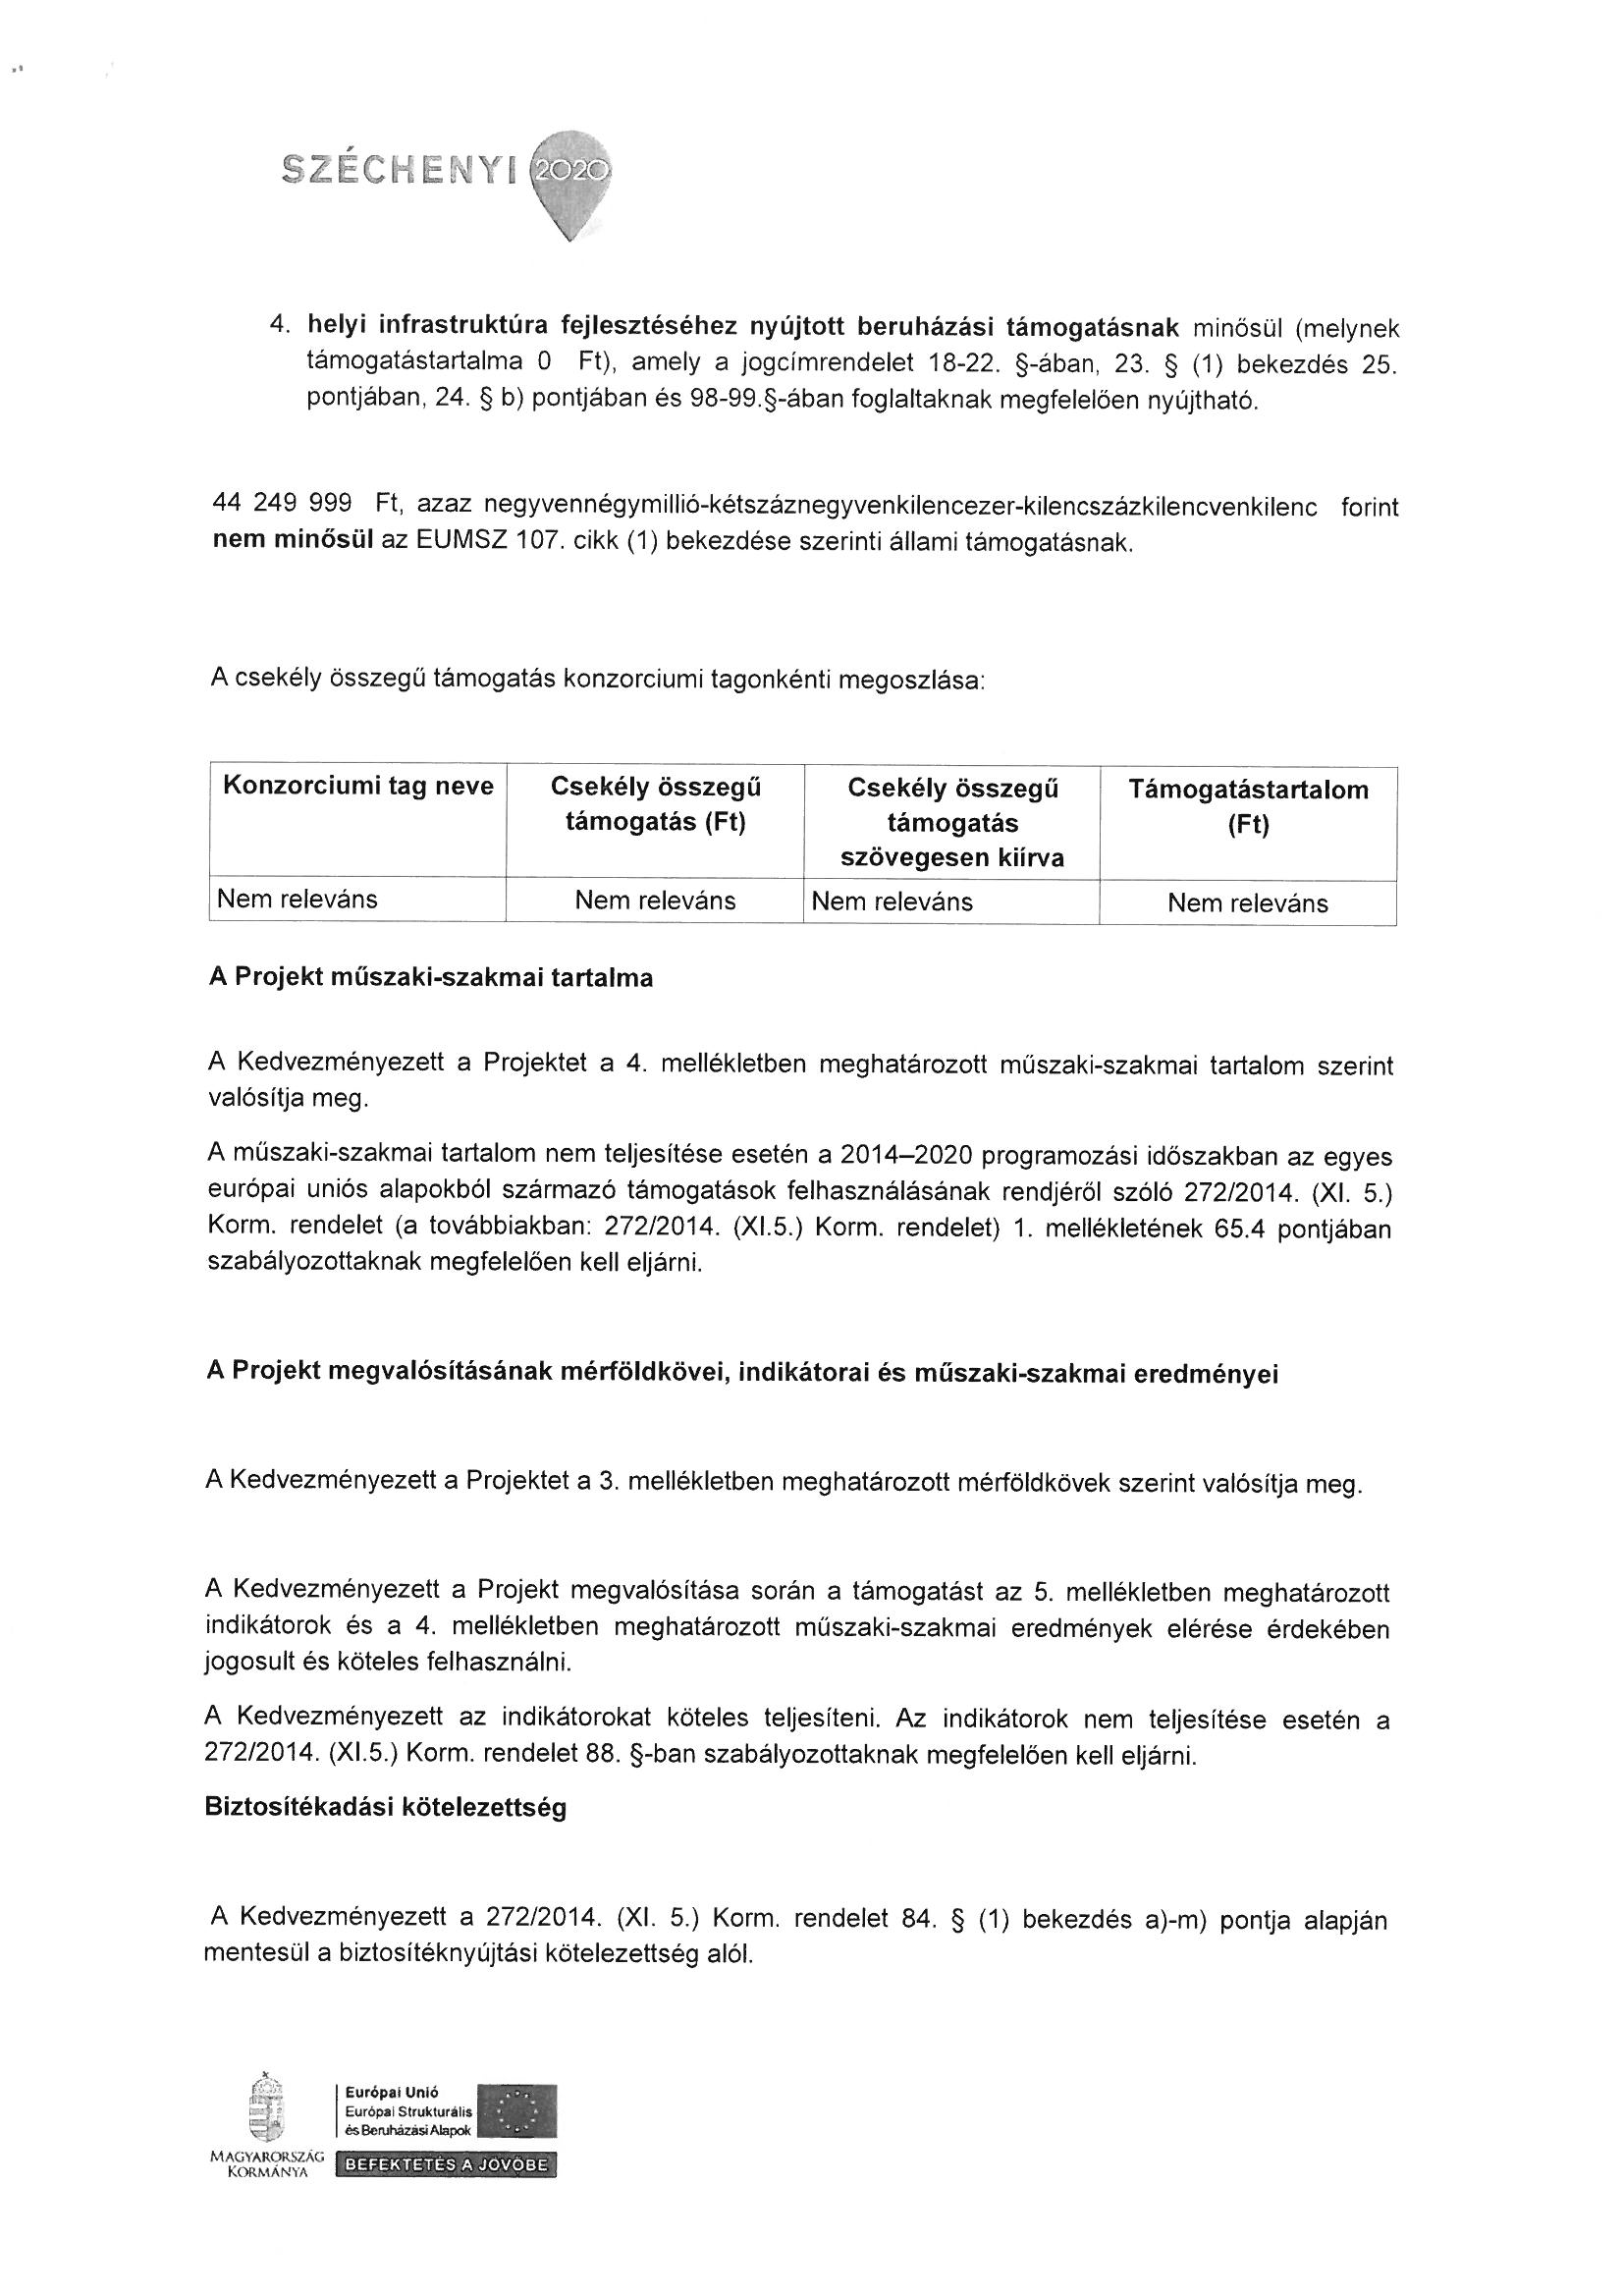 SZÉCHENYI 2020
4. helyi infrastruktúra fejlesztéséhez nyújtott beruházási támogatásnak minősül (melynek
támogatástartalma 0 Ft), amely a jogcímrendelet 18-22. §-ában, 23. § (1) bekezdés 25.
pontjában, 24. § b) pontjában és 98-99.§-ában foglaltaknak megfelelően nyújtható.
44 249 999 Ft, azaz negyvennégymillió-kétszáznegyvenkilencezer-kilencszázkilencvenkilenc forint
nem minősül az EUMSZ 107. cikk (1) bekezdése szerinti állami támogatásnak.
A csekély összegű támogatás konzorciumi tagonkénti megoszlása:
Konzorciumi tag neve
Csekély összegű
támogatás (Ft)
Csekély összegű
támogatás
szövegesen kiírva
Támogatástartalom
(Ft)
Nem releváns
Nem releváns
Nem releváns
Nem releváns
A Projekt műszaki-szakmai tartalma
A Kedvezményezett a Projektet a 4. mellékletben meghatározott műszaki-szakmai tartalom szerint
valósítja meg.
A műszaki-szakmai tartalom nem teljesítése esetén a 2014–2020 programozási időszakban az egyes
európai uniós alapokból származó támogatások felhasználásának rendjéről szóló 272/2014. (XI. 5.)
Korm. rendelet (a továbbiakban: 272/2014. (XI.5.) Korm. rendelet) 1. mellékletének 65.4 pontjában
szabályozottaknak megfelelően kell eljárni.
A Projekt megvalósításának mérföldkövei, indikátorai és műszaki-szakmai eredményei
A Kedvezményezett a Projektet a 3. mellékletben meghatározott mérföldkövek szerint valósítja meg.
A Kedvezményezett a Projekt megvalósítása során a támogatást az 5. mellékletben meghatározott
indikátorok és a 4. mellékletben meghatározott műszaki-szakmai eredmények elérése érdekében
jogosult és köteles felhasználni.
A Kedvezményezett az indikátorokat köteles teljesíteni. Az indikátorok nem teljesítése esetén a
272/2014. (XI.5.) Korm. rendelet 88. §-ban szabályozottaknak megfelelően kell eljárni.
Biztosítékadási kötelezettség
A Kedvezményezett a 272/2014. (XI. 5.) Korm. rendelet 84. § (1) bekezdés a)-m) pontja alapján
mentesül a biztosítéknyújtási kötelezettség alól.
MAGYARORSZÁG
KORMÁNYA
Európai Unió
Európai Strukturális
és Beruházási Alapok
BEFEKTETÉS A JÖVŐBE